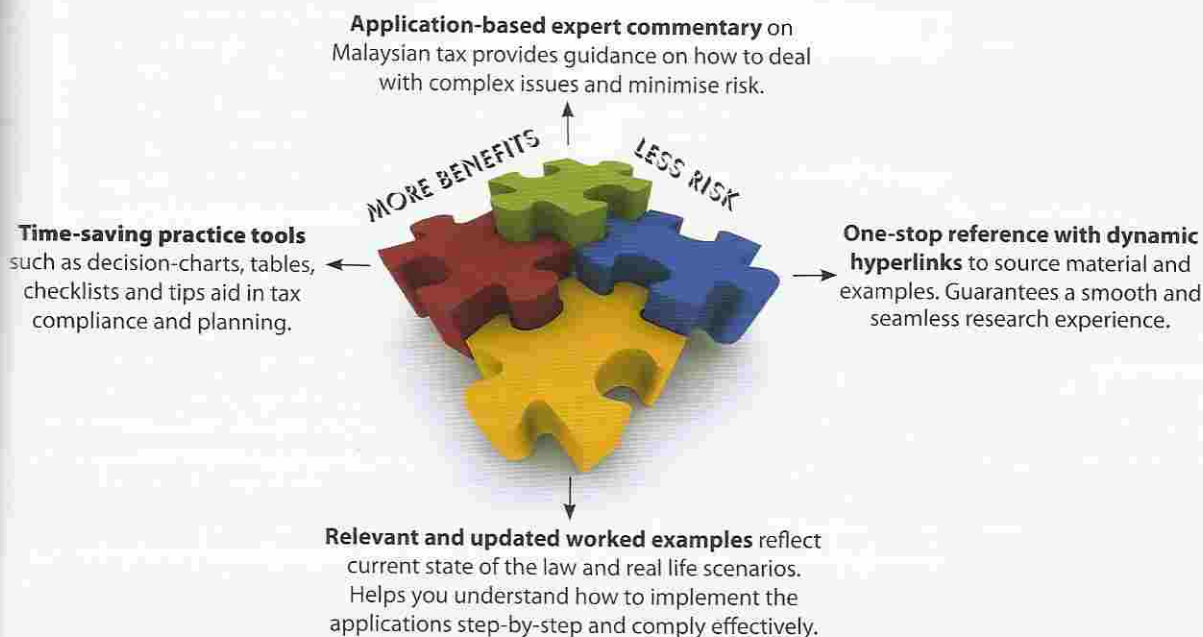 Application-based expert commentary on
Malaysian tax provides guidance on how to deal
with complex issues and minimise risk.
MORE BENEFITS
LESS RISK
Time-saving practice tools
such as decision-charts, tables,
checklists and tips aid in tax
compliance and planning.
One-stop reference with dynamic
hyperlinks to source material and
examples. Guarantees a smooth and
seamless research experience.
Relevant and updated worked examples reflect
current state of the law and real life scenarios.
Helps you understand how to implement the
applications step-by-step and comply effectively.